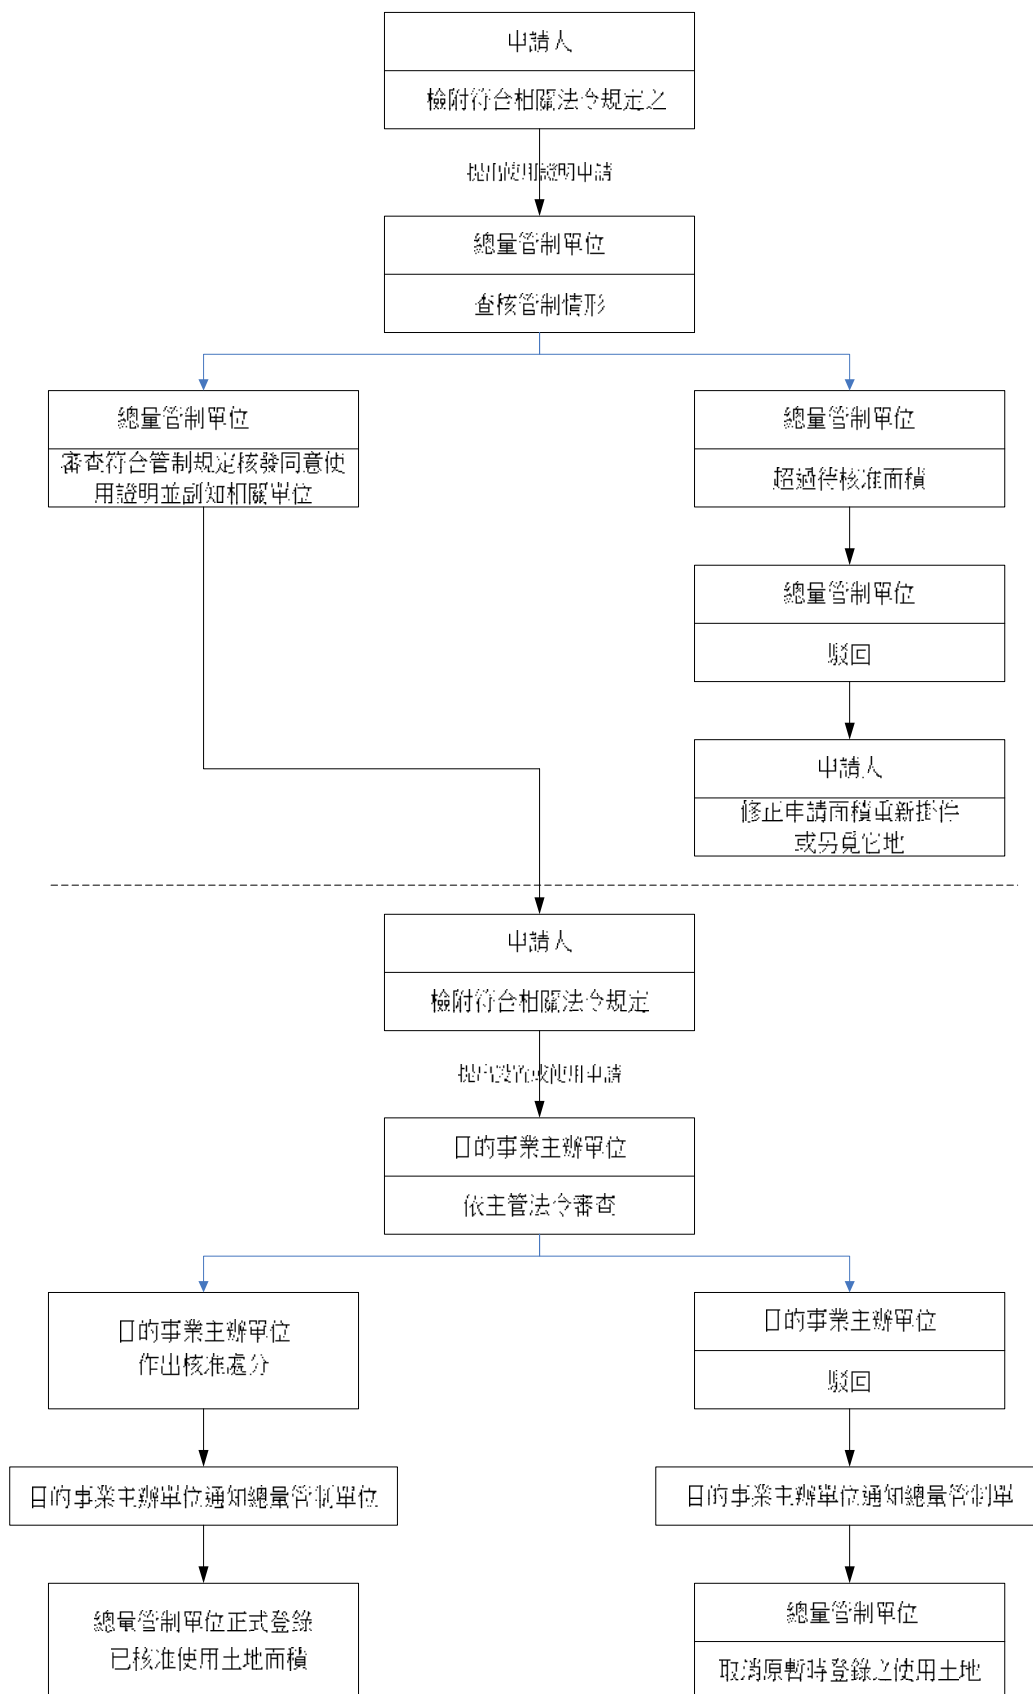 申請人
檢附符合相關法令規定之
提出使用證明申請
總量管制單位
查核管制情形
總量管制單位
審查符合管制規定核發同意使
用證明並副知相關單位
總量管制單位
超過待核准面積
總量管制單位
駁回
申請人
修正申請面積重新掛件
或另覓它地
申請人
檢附符合相關法令規定
提出設置或使用申請
目的事業主辦單位
依主管法令審查
目的事業主辦單位
作出核准處分
目的事業主辦單位
駁回
目的事業主辦單位通知總量管制單位
目的事業主辦單位通知總量管制單
總量管制單位正式登錄
已核准使用土地面積
總量管制單位
取消原暫時登錄之使用土地